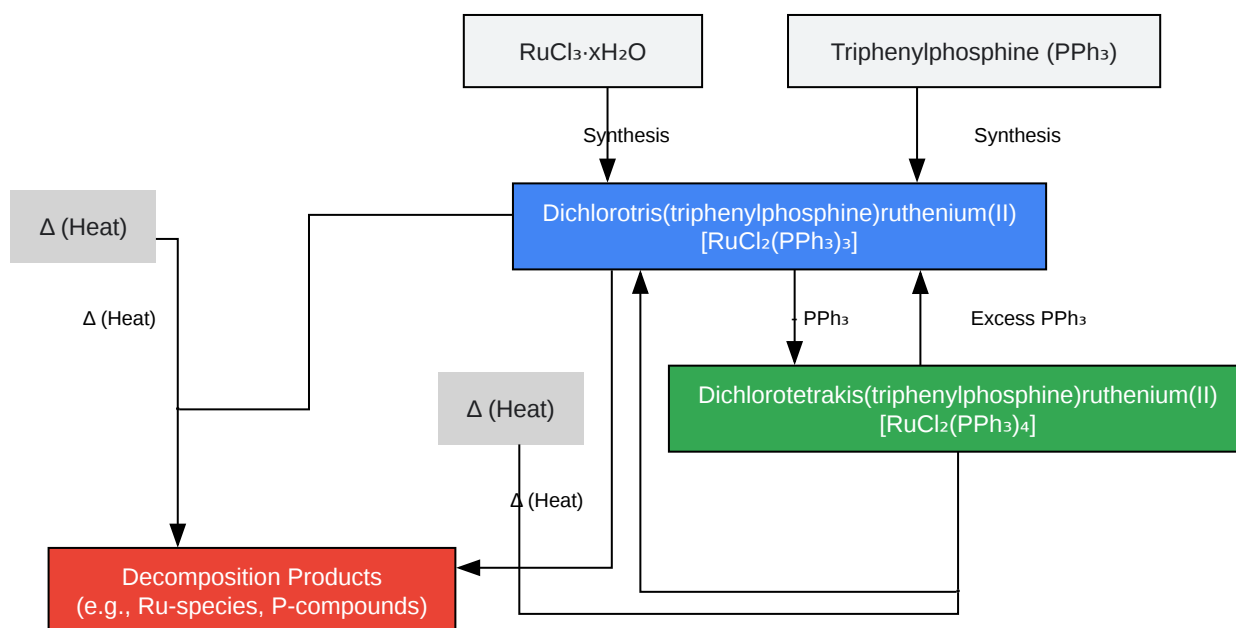 RuCl₃·xH₂O
Triphenylphosphine (PPh₃)
Synthesis
Synthesis
Δ (Heat)
Dichlorotris(triphenylphosphine)ruthenium(II)
[RuCl₂(PPh₃)₃]
Δ (Heat)
- PPh₃
Excess PPh₃
Δ (Heat)
Dichlorotetrakis(triphenylphosphine)ruthenium(II)
[RuCl₂(PPh₃)₄]
Δ (Heat)
Decomposition Products
(e.g., Ru-species, P-compounds)